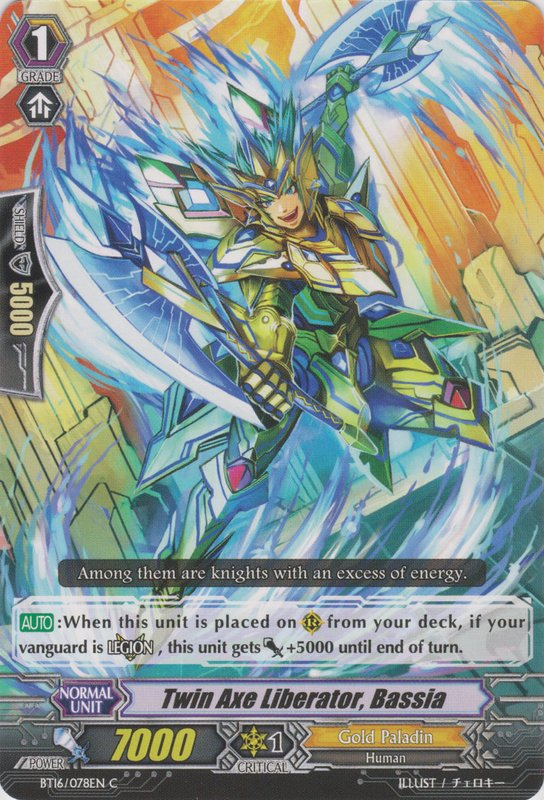 1
GRADE
SHIELD
5000
Among them are knights with an excess of energy.
AUTO :When this unit is placed on R from your deck, if your
vanguard is LEGION , this unit gets +5000 until end of turn.
NORMAL
UNIT
Twin Axe Liberator, Bassia
POWER
7000
1
CRITICAL
Gold Paladin
Human
BT16/078EN C
ILLUST / チェロキー